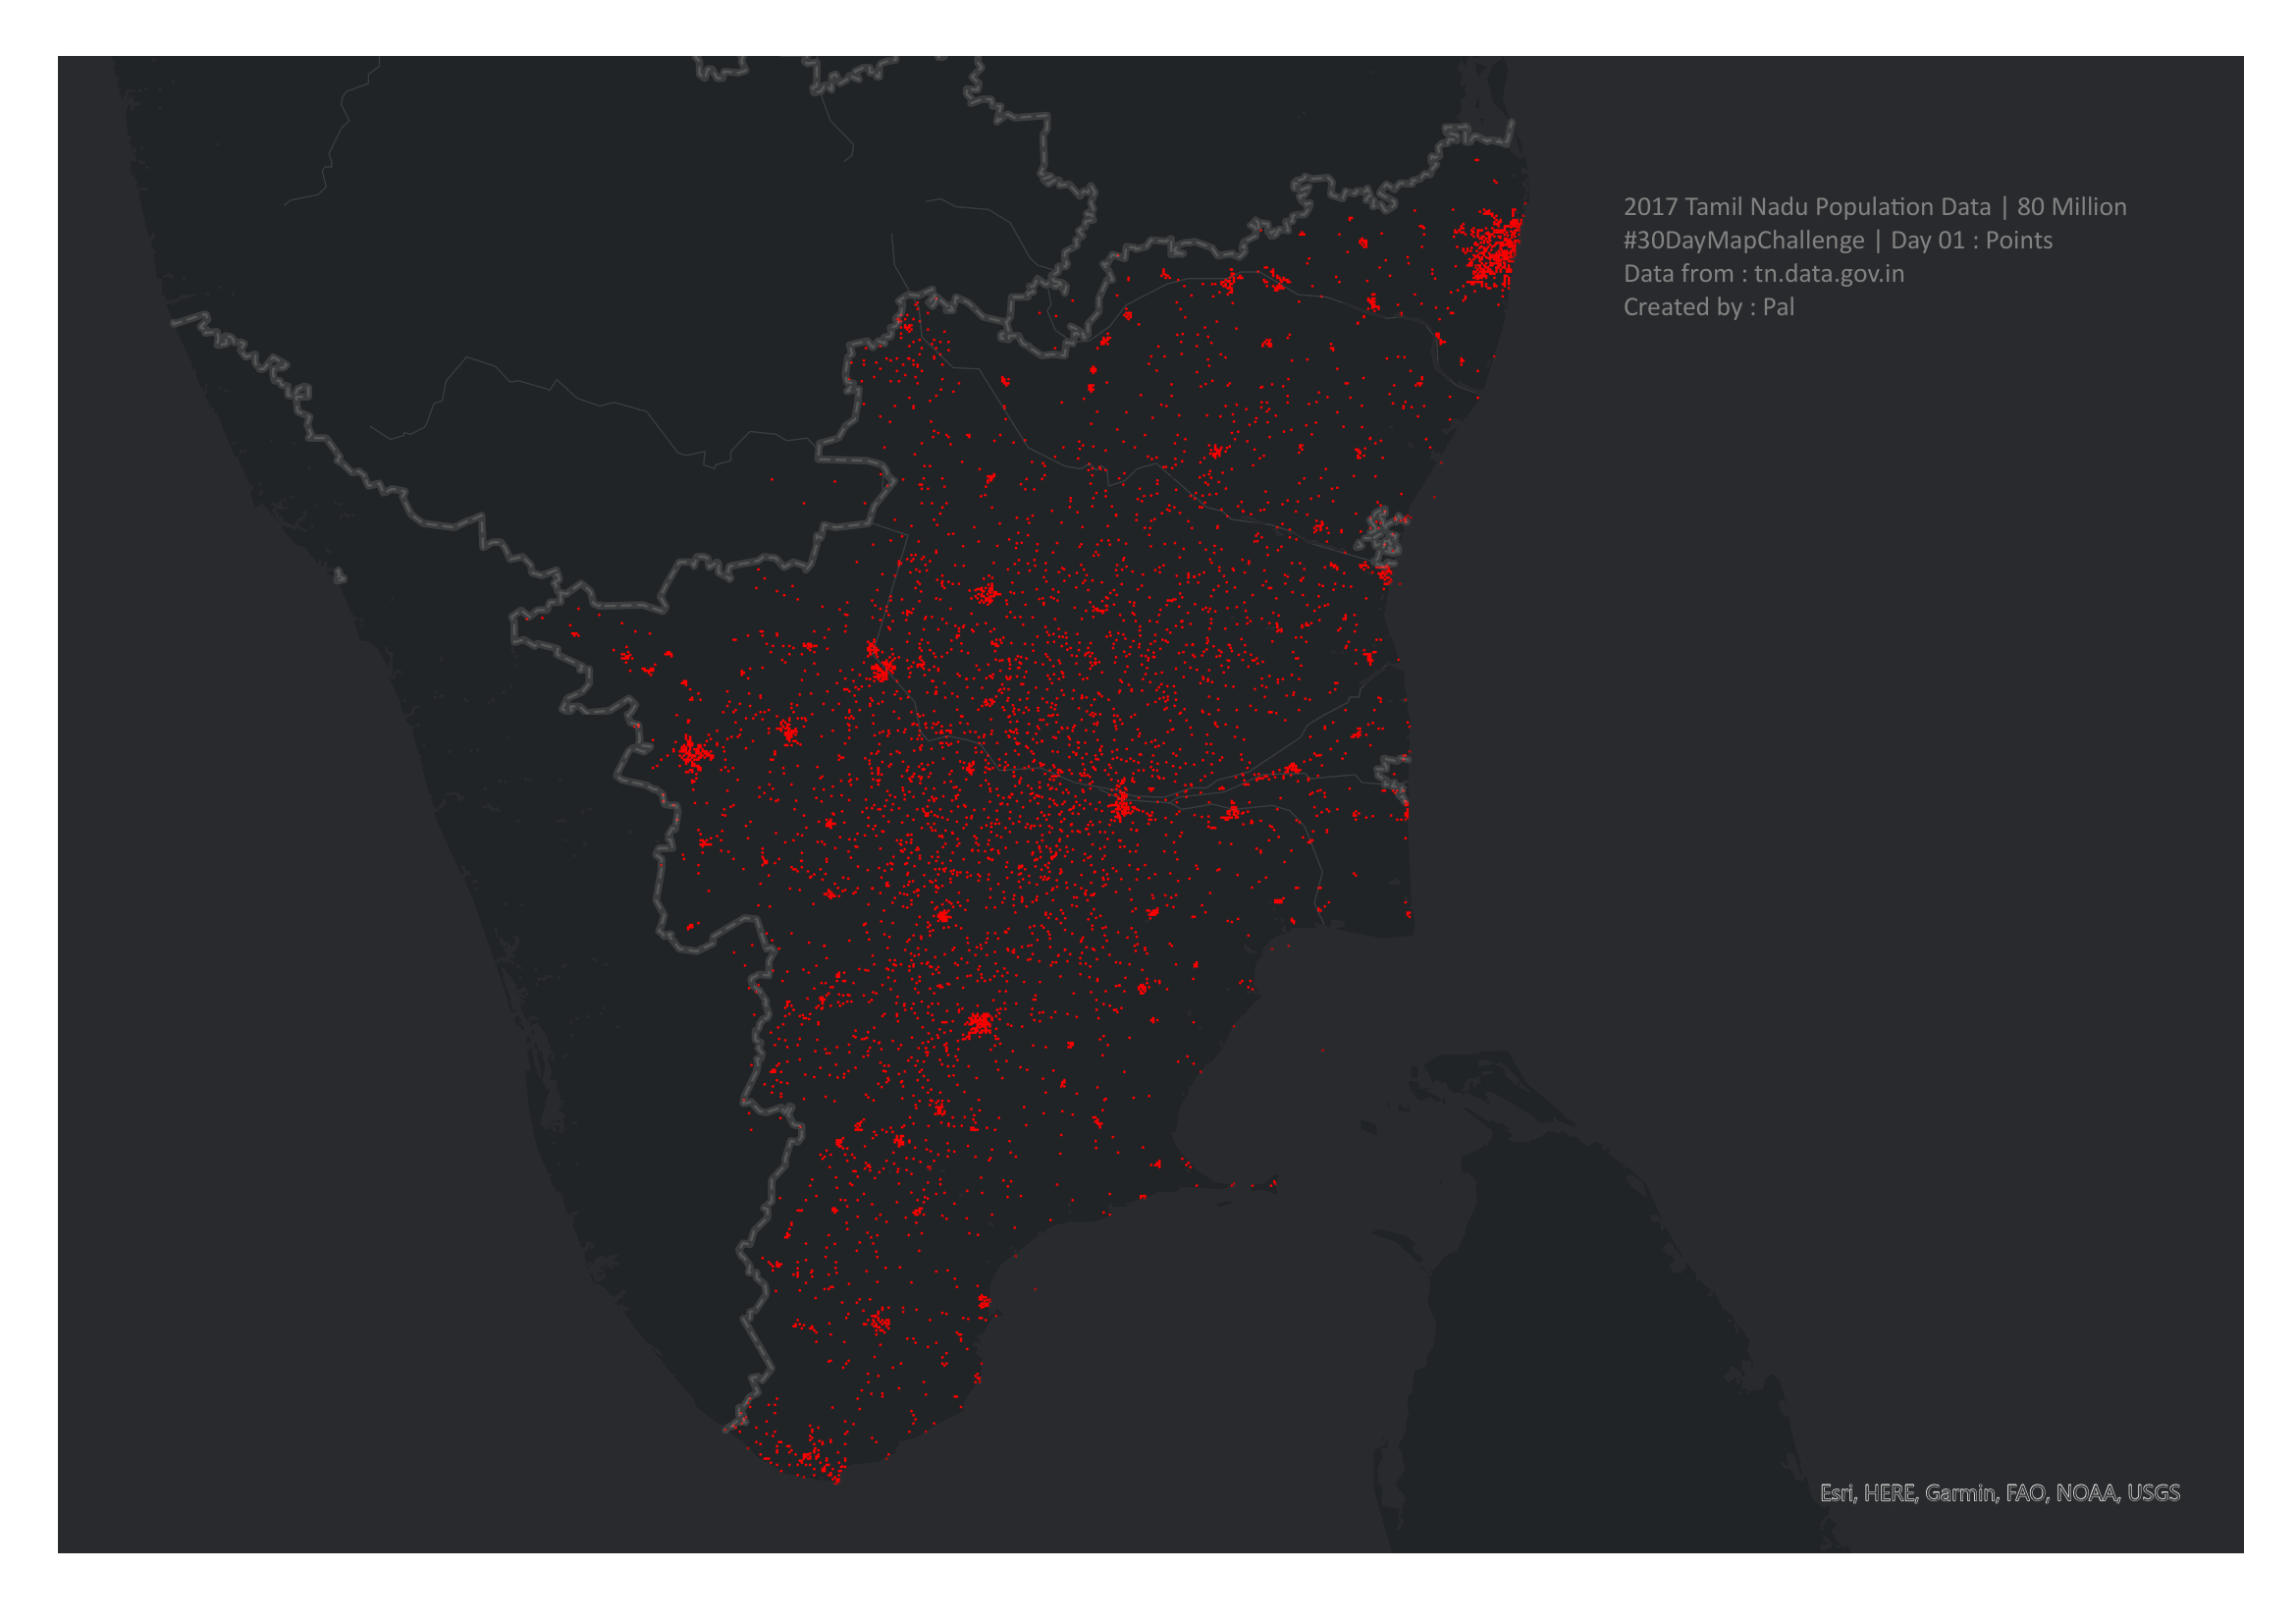 2017 Tamil Nadu Population Data | 80 Million
#30DayMapChallenge | Day 01 : Points
Data from : tn.data.gov.in
Created by : Pal
Esri, HERE, Garmin, FAO, NOAA, USGS